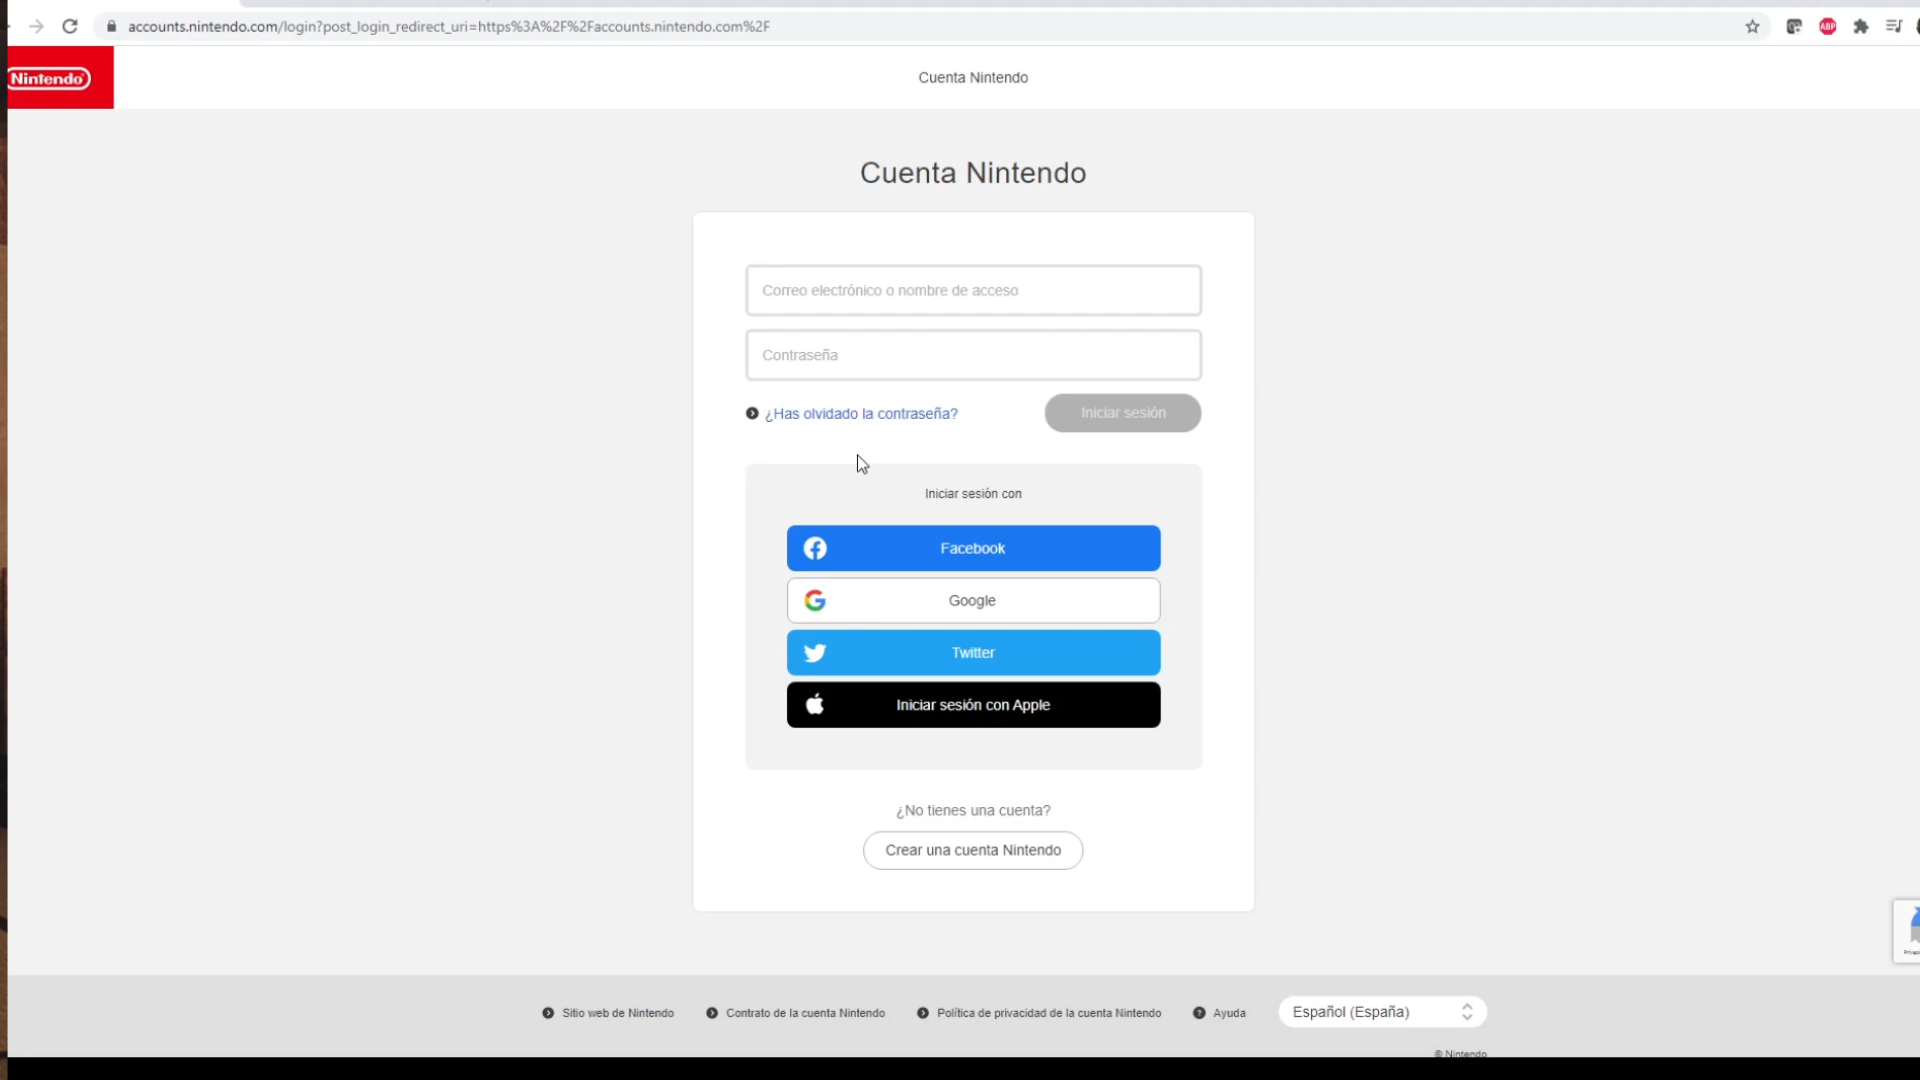 accounts.nintendo.com/login?post_login_redirect_uri=https%3A%2F%2Faccounts.nintendo.com%2F
ABP
Nintendo
Cuenta Nintendo
Cuenta Nintendo
Correo electrónico o nombre de acceso
Contraseña
¿Has olvidado la contraseña?
Iniciar sesión
Iniciar sesión con
Facebook
Google
Twitter
Iniciar sesión con Apple
¿No tienes una cuenta?
Crear una cuenta Nintendo
Sitio web de Nintendo
Contrato de la cuenta Nintendo
Política de privacidad de la cuenta Nintendo
Ayuda
Español (España)
© Nintendo